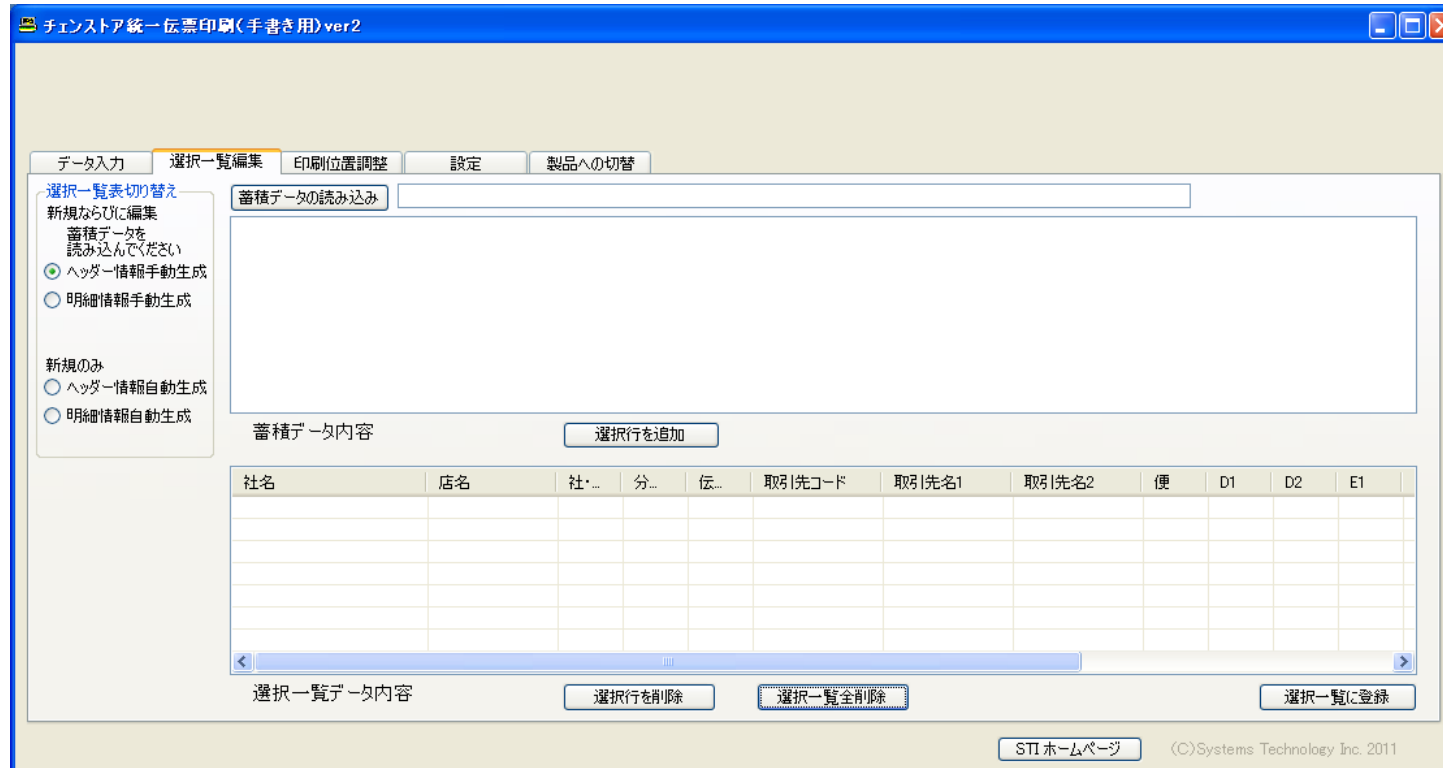 チェンストア統一伝票印刷(手書き用)ver2
データ入力
選択一覧編集
印刷位置調整
設定
製品への切替
選択一覧表切り替え
新規ならびに編集
蓄積データを
読み込んでください
ヘッダー情報手動生成
明細情報手動生成
新規のみ
ヘッダー情報自動生成
明細情報自動生成
蓄積データの読み込み
蓄積データ内容
選択行を追加
社名 店名 社・... 分... 伝... 取引先コード 取引先名1 取引先名2 便 D1 D2 E1
選択一覧データ内容
選択行を削除
選択一覧全削除
選択一覧に登録
STI ホームページ
(C)Systems Technology Inc. 2011